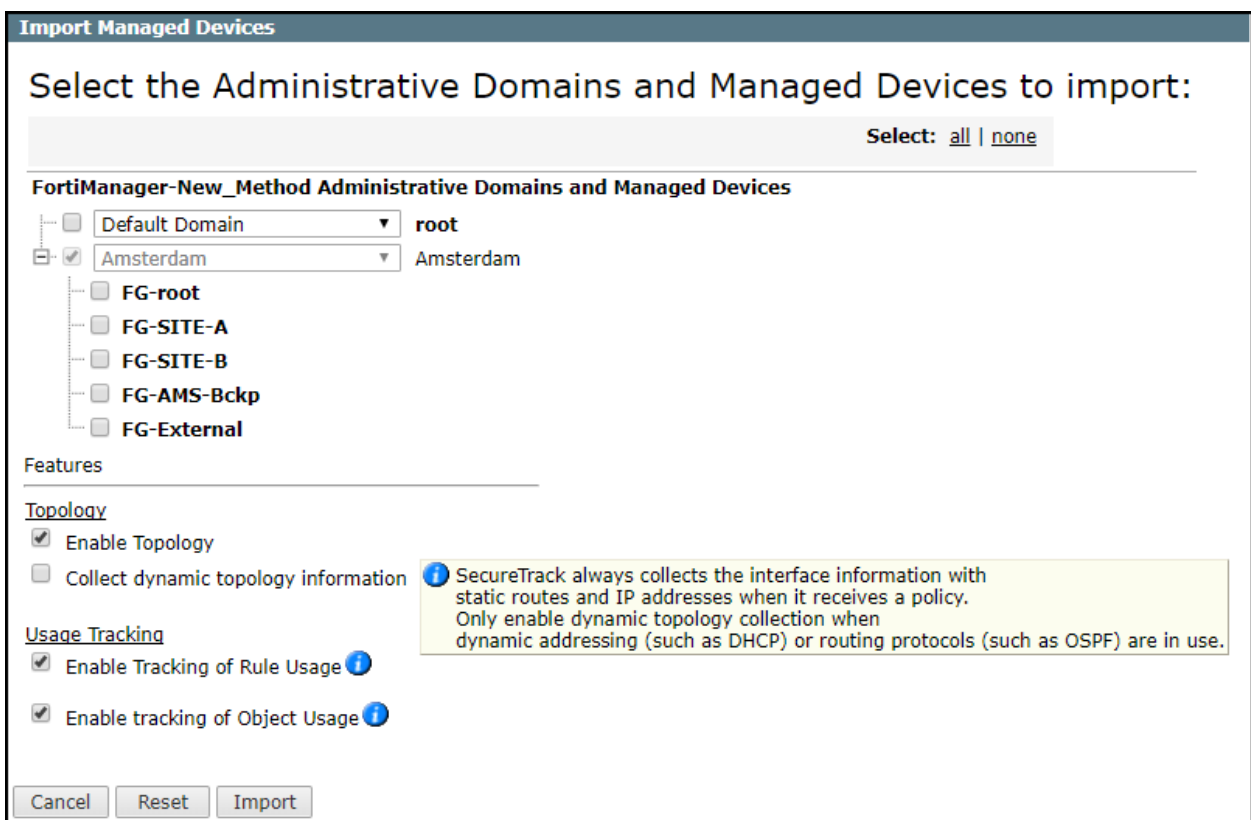 Import Managed Devices
Select the Administrative Domains and Managed Devices to import:
Select: all | none
FortiManager-New_Method Administrative Domains and Managed Devices
Default Domain root
Amsterdam Amsterdam
FG-root
FG-SITE-A
FG-SITE-B
FG-AMS-Bckp
FG-External
Features
Topology
Enable Topology
Collect dynamic topology information
SecureTrack always collects the interface information with
static routes and IP addresses when it receives a policy.
Only enable dynamic topology collection when
dynamic addressing (such as DHCP) or routing protocols (such as OSPF) are in use.
Usage Tracking
Enable Tracking of Rule Usage
Enable tracking of Object Usage
Cancel Reset Import